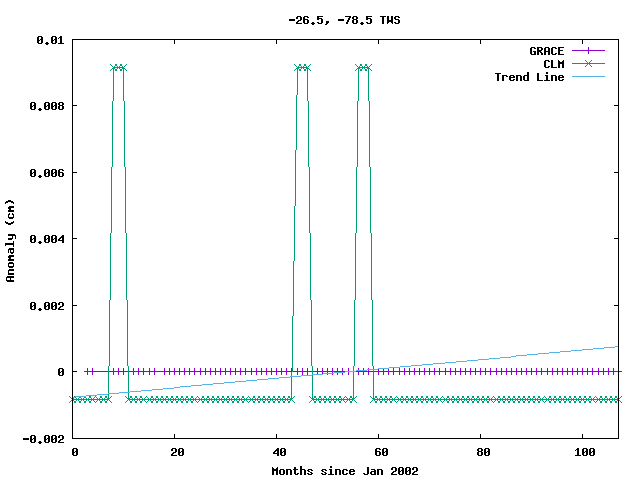 -26.5, -78.5 TWS
GRACE
CLM
Trend Line
0.01
0.008
0.006
0.004
0.002
0
-0.002
Anomaly (cm)
0 20 40 60 80 100
Months since Jan 2002